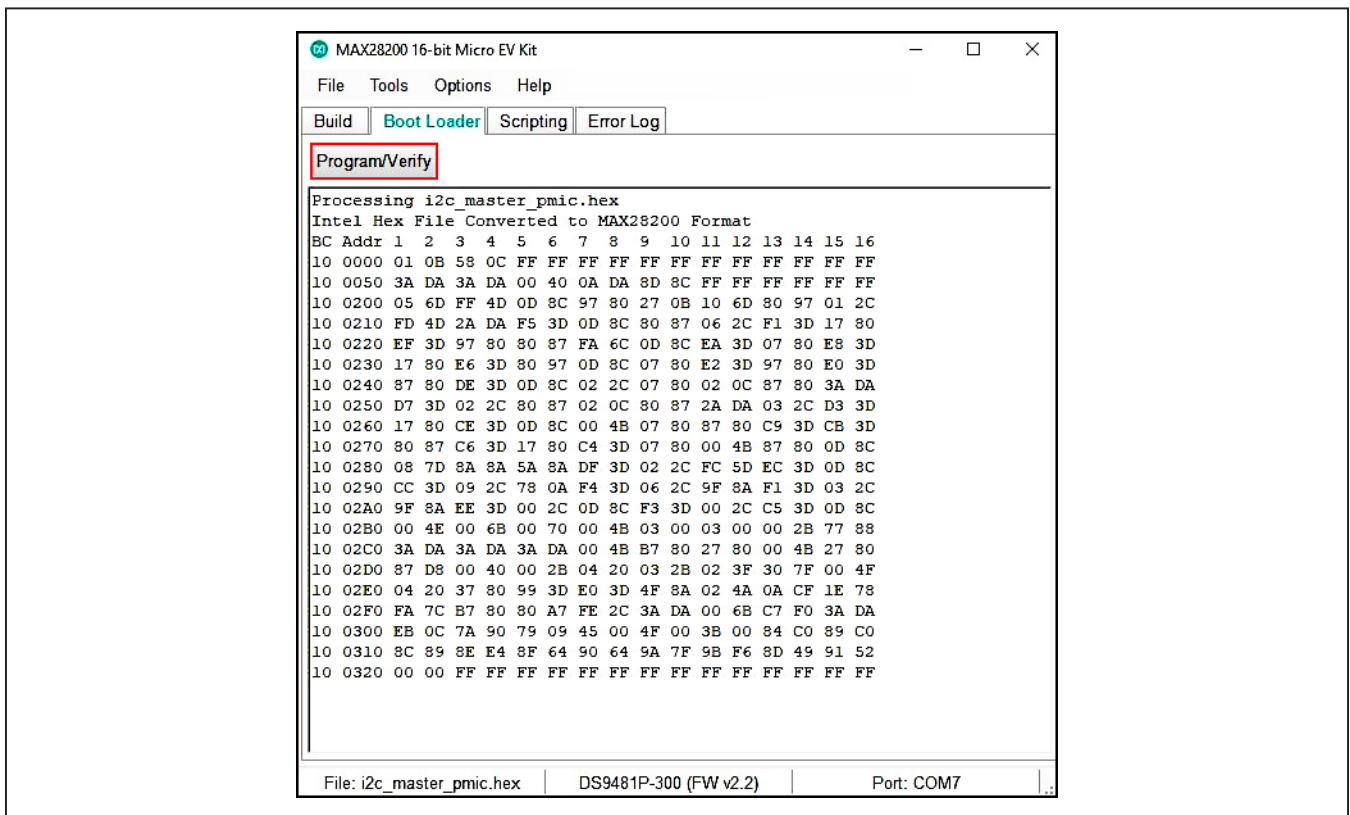 MAX28200 16-bit Micro EV Kit
File Tools Options Help
Build Boot Loader Scripting Error Log
Program/Verify
Processing i2c_master_pmic.hex
Intel Hex File Converted to MAX28200 Format
BC Addr 1 2 3 4 5 6 7 8 9 10 11 12 13 14 15 16
10 0000 01 0B 58 0C FF FF FF FF FF FF FF FF FF FF FF FF
10 0050 3A DA 3A DA 00 40 0A DA 8D 8C FF FF FF FF FF FF
10 0200 05 6D FF 4D 0D 8C 97 80 27 0B 10 6D 80 97 01 2C
10 0210 FD 4D 2A DA F5 3D 0D 8C 80 87 06 2C F1 3D 17 80
10 0220 EF 3D 97 80 80 87 FA 6C 0D 8C EA 3D 07 80 E8 3D
10 0230 17 80 E6 3D 80 97 0D 8C 07 80 E2 3D 97 80 E0 3D
10 0240 87 80 DE 3D 0D 8C 02 2C 07 80 02 0C 87 80 3A DA
10 0250 D7 3D 02 2C 80 87 02 0C 80 87 2A DA 03 2C D3 3D
10 0260 17 80 CE 3D 0D 8C 00 4B 07 80 87 80 C9 3D CB 3D
10 0270 80 87 C6 3D 17 80 C4 3D 07 80 00 4B 87 80 0D 8C
10 0280 08 7D 8A 8A 5A 8A DF 3D 02 2C FC 5D EC 3D 0D 8C
10 0290 CC 3D 09 2C 78 0A F4 3D 06 2C 9F 8A F1 3D 03 2C
10 02A0 9F 8A EE 3D 00 2C 0D 8C F3 3D 00 2C C5 3D 0D 8C
10 02B0 00 4E 00 6B 00 70 00 4B 03 00 03 00 00 2B 77 88
10 02C0 3A DA 3A DA 3A DA 00 4B B7 80 27 80 00 4B 27 80
10 02D0 87 D8 00 40 00 2B 04 20 03 2B 02 3F 30 7F 00 4F
10 02E0 04 20 37 80 99 3D E0 3D 4F 8A 02 4A 0A CF 1E 78
10 02F0 FA 7C B7 80 80 A7 FE 2C 3A DA 00 6B C7 F0 3A DA
10 0300 EB 0C 7A 90 79 09 45 00 4F 00 3B 00 84 C0 89 C0
10 0310 8C 89 8E E4 8F 64 90 64 9A 7F 9B F6 8D 49 91 52
10 0320 00 00 FF FF FF FF FF FF FF FF FF FF FF FF FF FF
File: i2c_master_pmic.hex DS9481P-300 (FW v2.2) Port: COM7